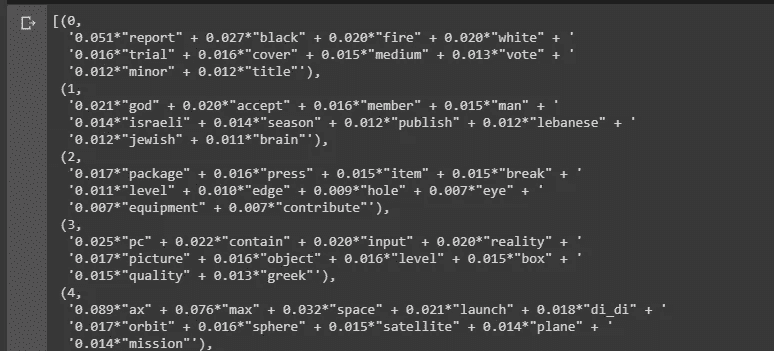 [(0,
'0.051*"report" + 0.027*"black" + 0.020*"fire" + 0.020*"white" + '
'0.016*"trial" + 0.016*"cover" + 0.015*"medium" + 0.013*"vote" + '
'0.012*"minor" + 0.012*"title"'),
(1,
'0.021*"god" + 0.020*"accept" + 0.016*"member" + 0.015*"man" + '
'0.014*"israeli" + 0.014*"season" + 0.012*"publish" + 0.012*"lebanese" + '
'0.012*"jewish" + 0.011*"brain"'),
(2,
'0.017*"package" + 0.016*"press" + 0.015*"item" + 0.015*"break" + '
'0.011*"level" + 0.010*"edge" + 0.009*"hole" + 0.007*"eye" + '
'0.007*"equipment" + 0.007*"contribute"'),
(3,
'0.025*"pc" + 0.022*"contain" + 0.020*"input" + 0.020*"reality" + '
'0.017*"picture" + 0.016*"object" + 0.016*"level" + 0.015*"box" + '
'0.015*"quality" + 0.013*"greek"'),
(4,
'0.089*"ax" + 0.076*"max" + 0.032*"space" + 0.021*"launch" + 0.018*"di_di" + '
'0.017*"orbit" + 0.016*"sphere" + 0.015*"satellite" + 0.014*"plane" + '
'0.014*"mission"'),